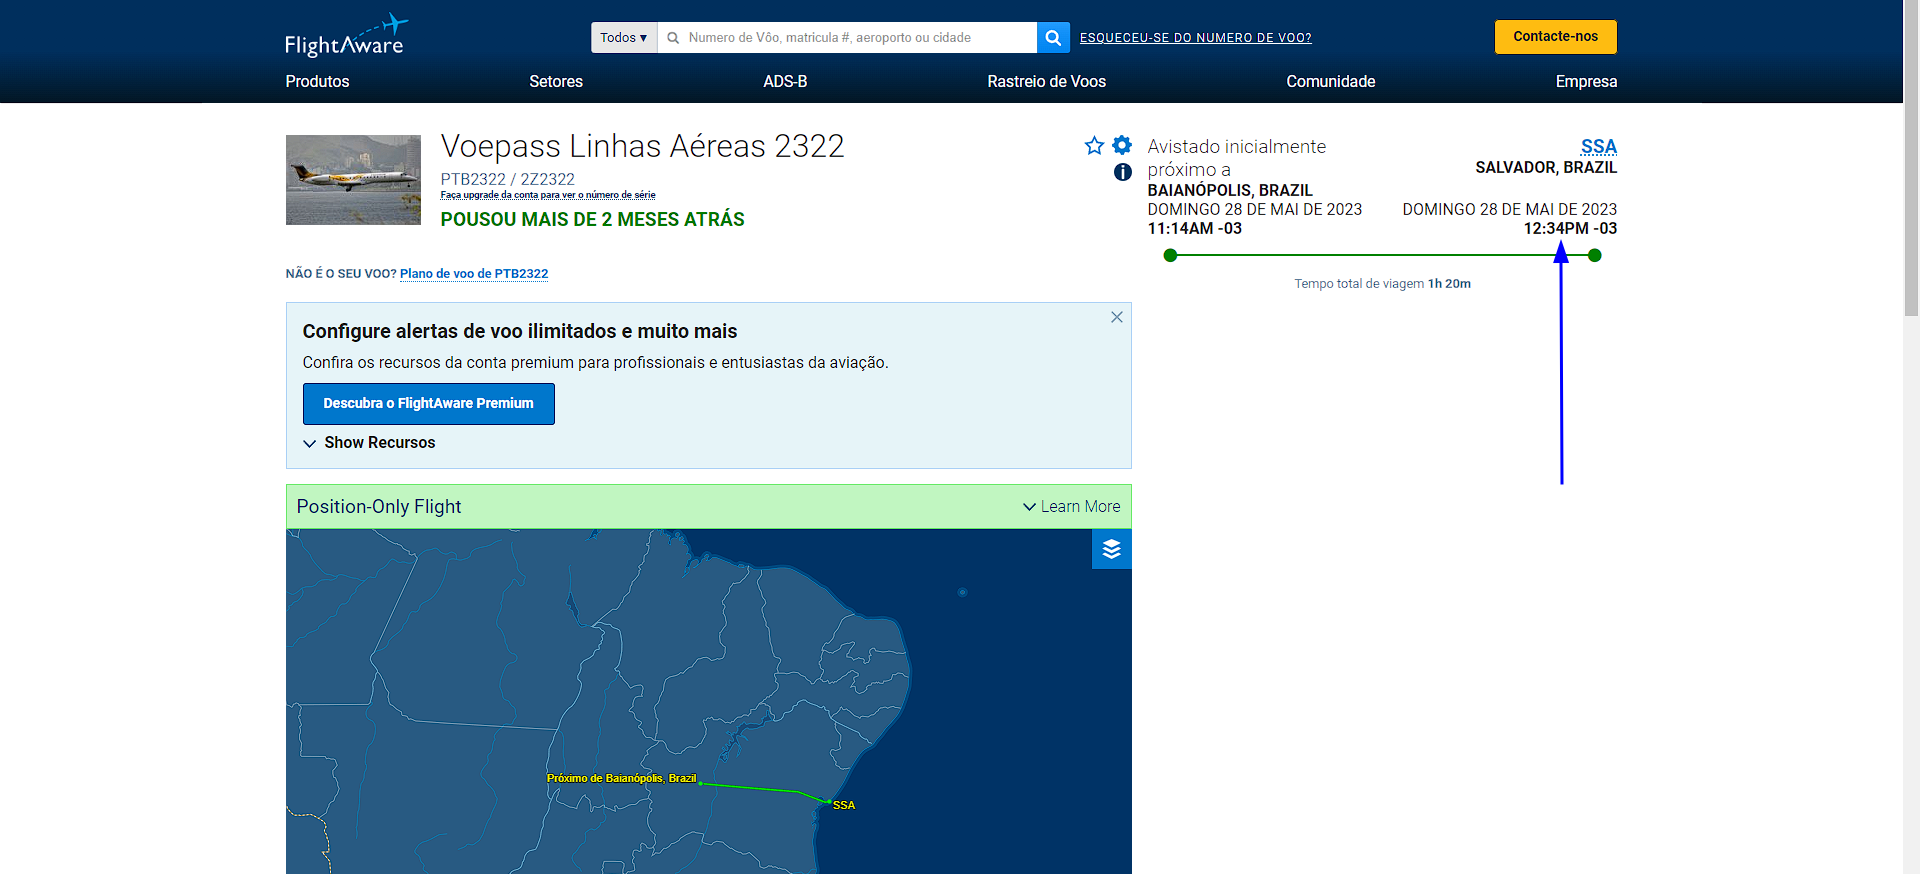 FlightAware
Todos ▾
Numero de Vôo, matricula #, aeroporto ou cidade
ESQUECEU-SE DO NUMERO DE VOO?
Contacte-nos
Produtos
Setores
ADS-B
Rastreio de Voos
Comunidade
Empresa
Voepass Linhas Aéreas 2322
PTB2322 / 2Z2322
Faça upgrade da conta para ver o número de série
POUSOU MAIS DE 2 MESES ATRÁS
NÃO É O SEU VOO? Plano de voo de PTB2322
Avistado inicialmente
próximo a
BAIANÓPOLIS, BRAZIL
DOMINGO 28 DE MAI DE 2023
11:14AM -03
SSA
SALVADOR, BRAZIL
DOMINGO 28 DE MAI DE 2023
12:34PM -03
Tempo total de viagem 1h 20m
Configure alertas de voo ilimitados e muito mais
Confira os recursos da conta premium para profissionais e entusiastas da aviação.
Descubra o FlightAware Premium
Show Recursos
Position-Only Flight
Learn More
Próximo de Baianópolis, Brazil
SSA